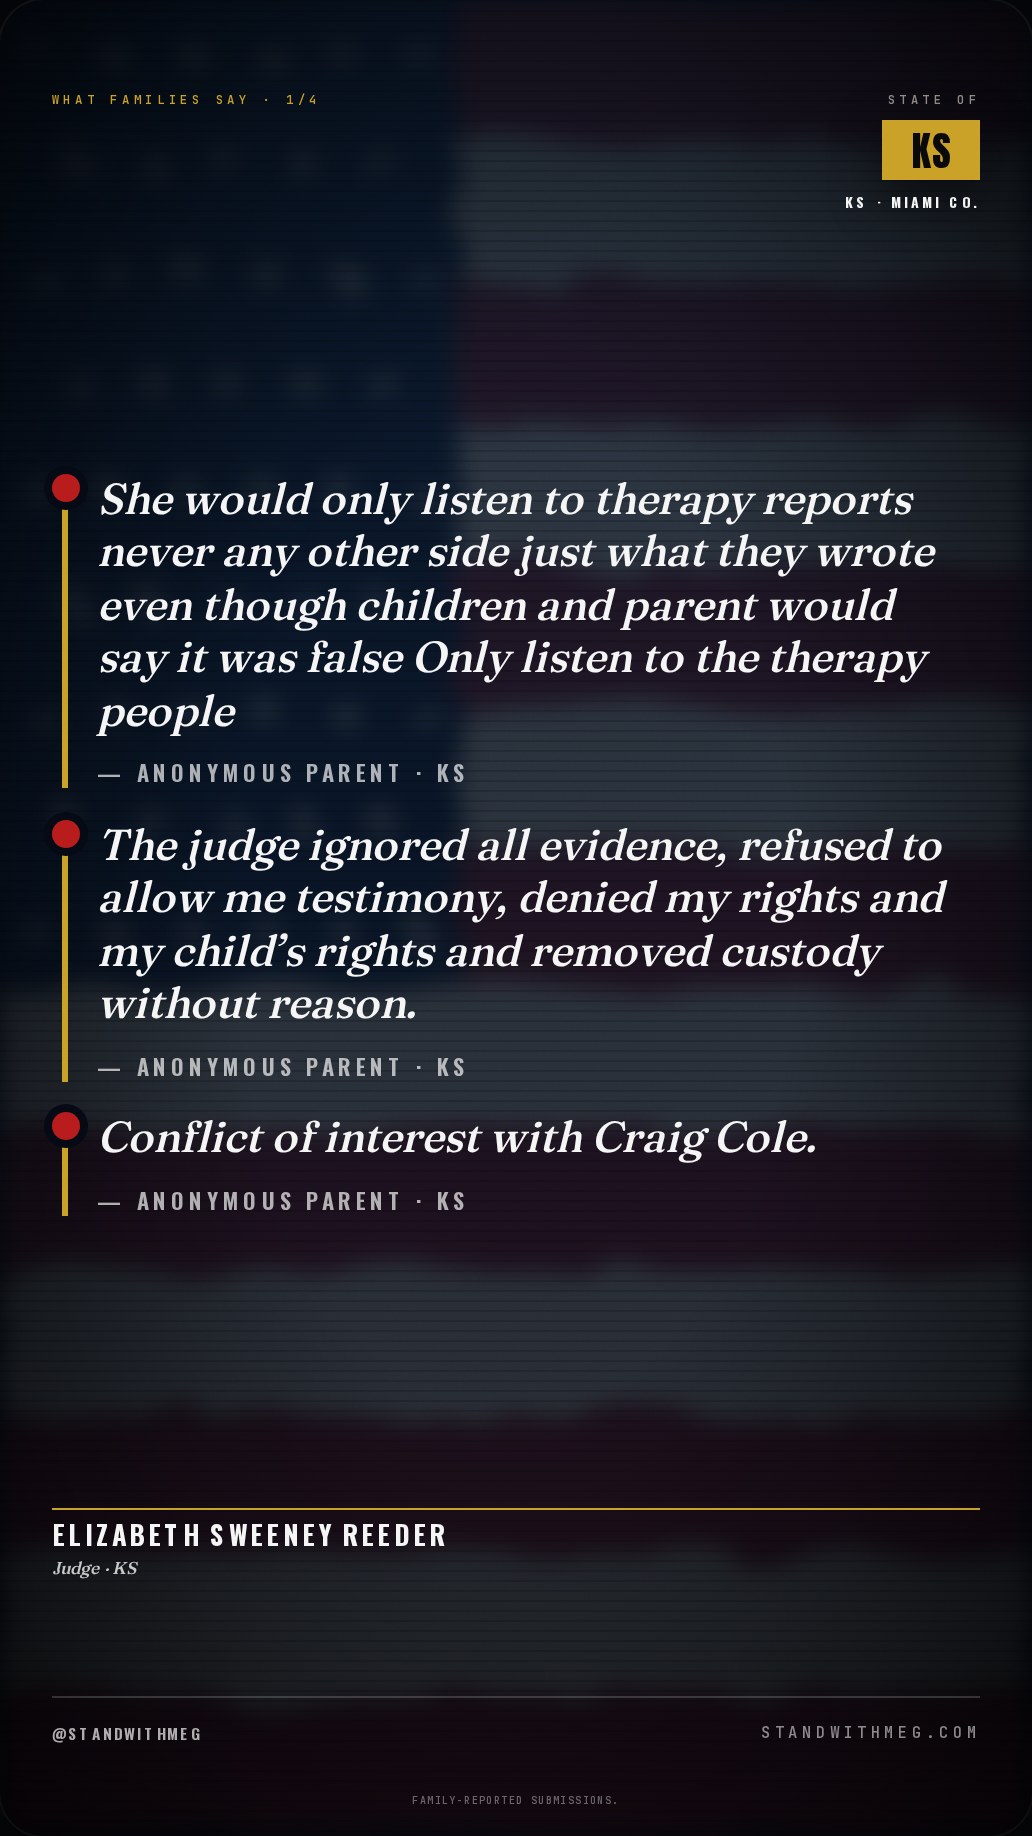 WHAT FAMILIES SAY · 1/4
STATE OF
KS
KS · MIAMI CO.
She would only listen to therapy reports
never any other side just what they wrote
even though children and parent would
say it was false Only listen to the therapy
people
— ANONYMOUS PARENT · KS
The judge ignored all evidence, refused to
allow me testimony, denied my rights and
my child’s rights and removed custody
without reason.
— ANONYMOUS PARENT · KS
Conflict of interest with Craig Cole.
— ANONYMOUS PARENT · KS
ELIZABETH SWEENEY REEDER
Judge · KS
@STANDWITHMEG
STANDWITHMEG.COM
FAMILY-REPORTED SUBMISSIONS.